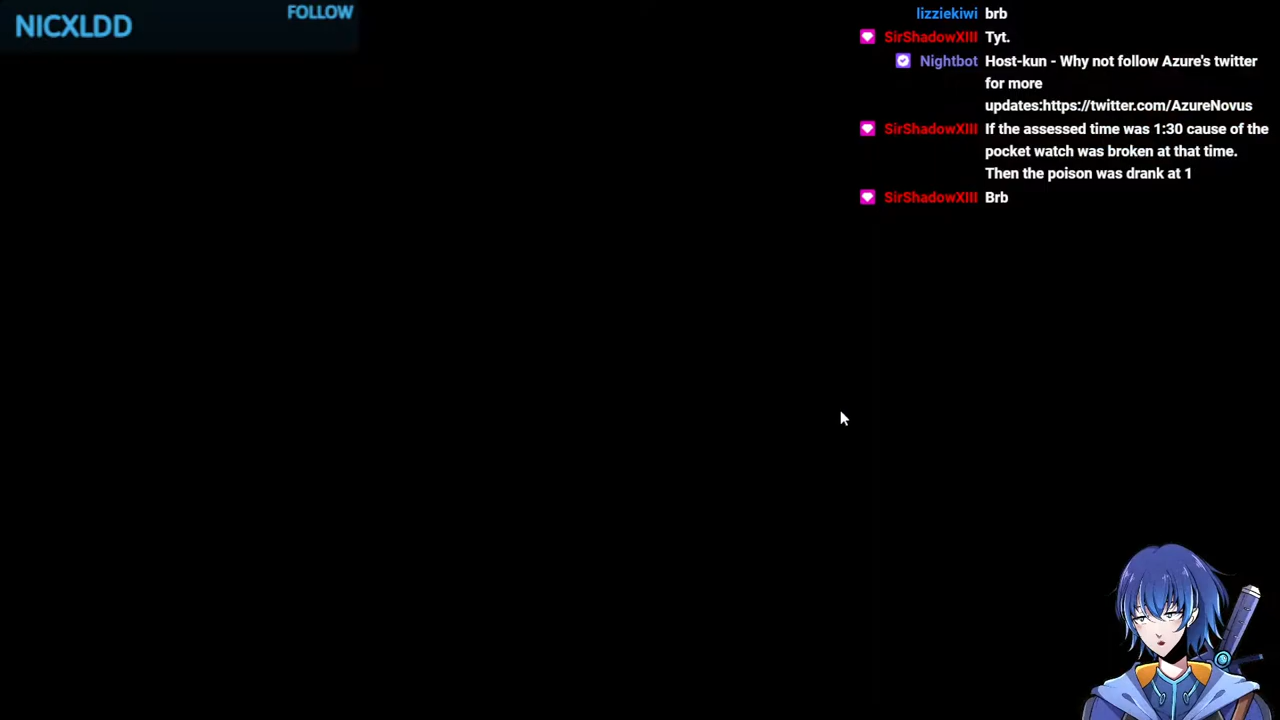 NICXLDD
FOLLOW
lizziekiwi brb
SirShadowXIII Tyt.
Nightbot Host-kun - Why not follow Azure's twitter
for more
updates:https://twitter.com/AzureNovus
SirShadowXIII If the assessed time was 1:30 cause of the
pocket watch was broken at that time.
Then the poison was drank at 1
SirShadowXIII Brb